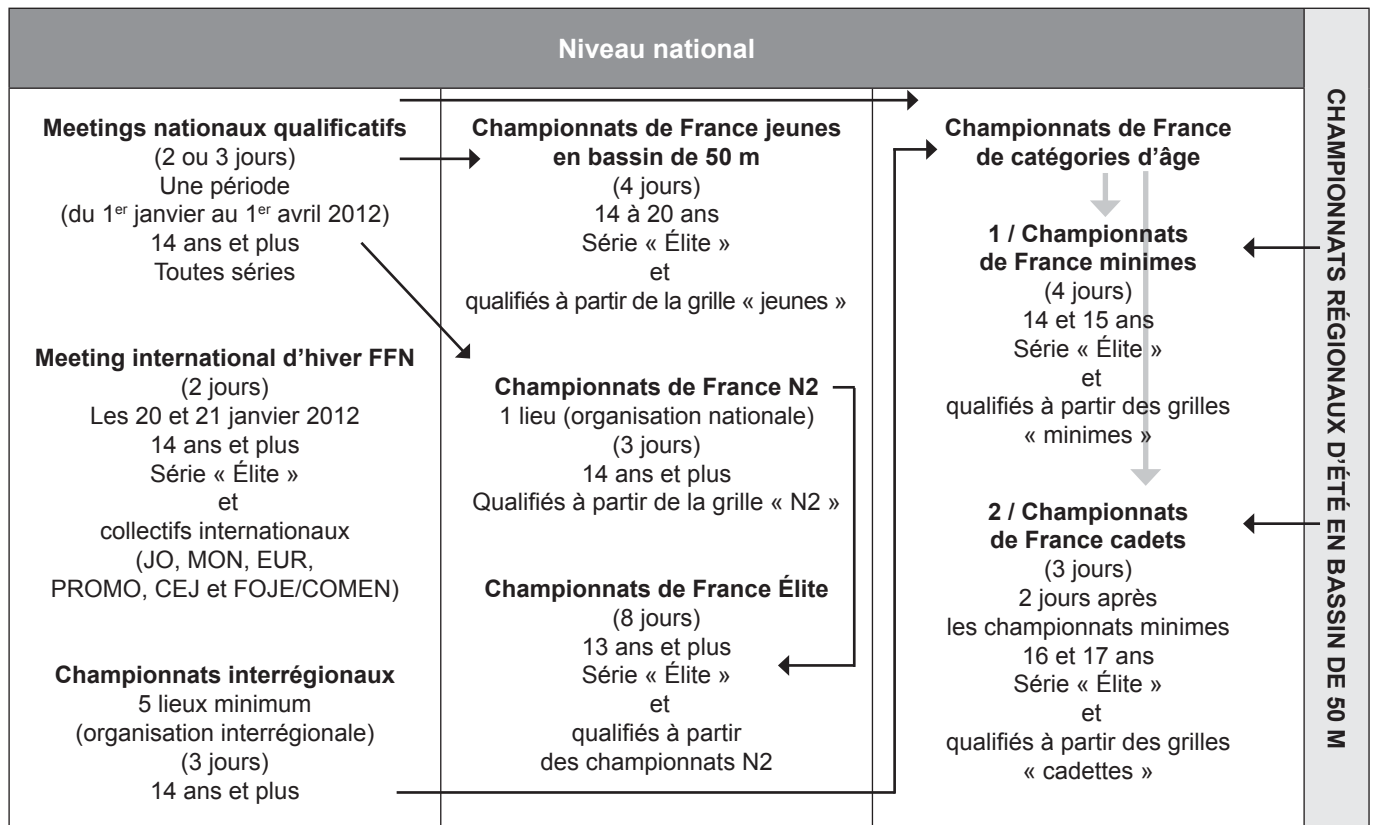 Niveau national
Meetings nationaux qualificatifs
(2 ou 3 jours)
Une période
(du 1er janvier au 1er avril 2012)
14 ans et plus
Toutes séries
Meeting international d’hiver FFN
(2 jours)
Les 20 et 21 janvier 2012
14 ans et plus
Série « Élite »
et
collectifs internationaux
(JO, MON, EUR,
PROMO, CEJ et FOJE/COMEN)
Championnats interrégionaux
5 lieux minimum
(organisation interrégionale)
(3 jours)
14 ans et plus
Championnats de France jeunes
en bassin de 50 m
(4 jours)
14 à 20 ans
Série « Élite »
et
qualifiés à partir de la grille « jeunes »
Championnats de France N2
1 lieu (organisation nationale)
(3 jours)
14 ans et plus
Qualifiés à partir de la grille « N2 »
Championnats de France Élite
(8 jours)
13 ans et plus
Série « Élite »
et
qualifiés à partir
des championnats N2
Championnats de France
de catégories d’âge
1 / Championnats
de France minimes
(4 jours)
14 et 15 ans
Série « Élite »
et
qualifiés à partir des grilles
« minimes »
2 / Championnats
de France cadets
(3 jours)
2 jours après
les championnats minimes
16 et 17 ans
Série « Élite »
et
qualifiés à partir des grilles
« cadettes »
CHAMPIONNATS RÉGIONAUX D’ÉTÉ EN BASSIN DE 50 M